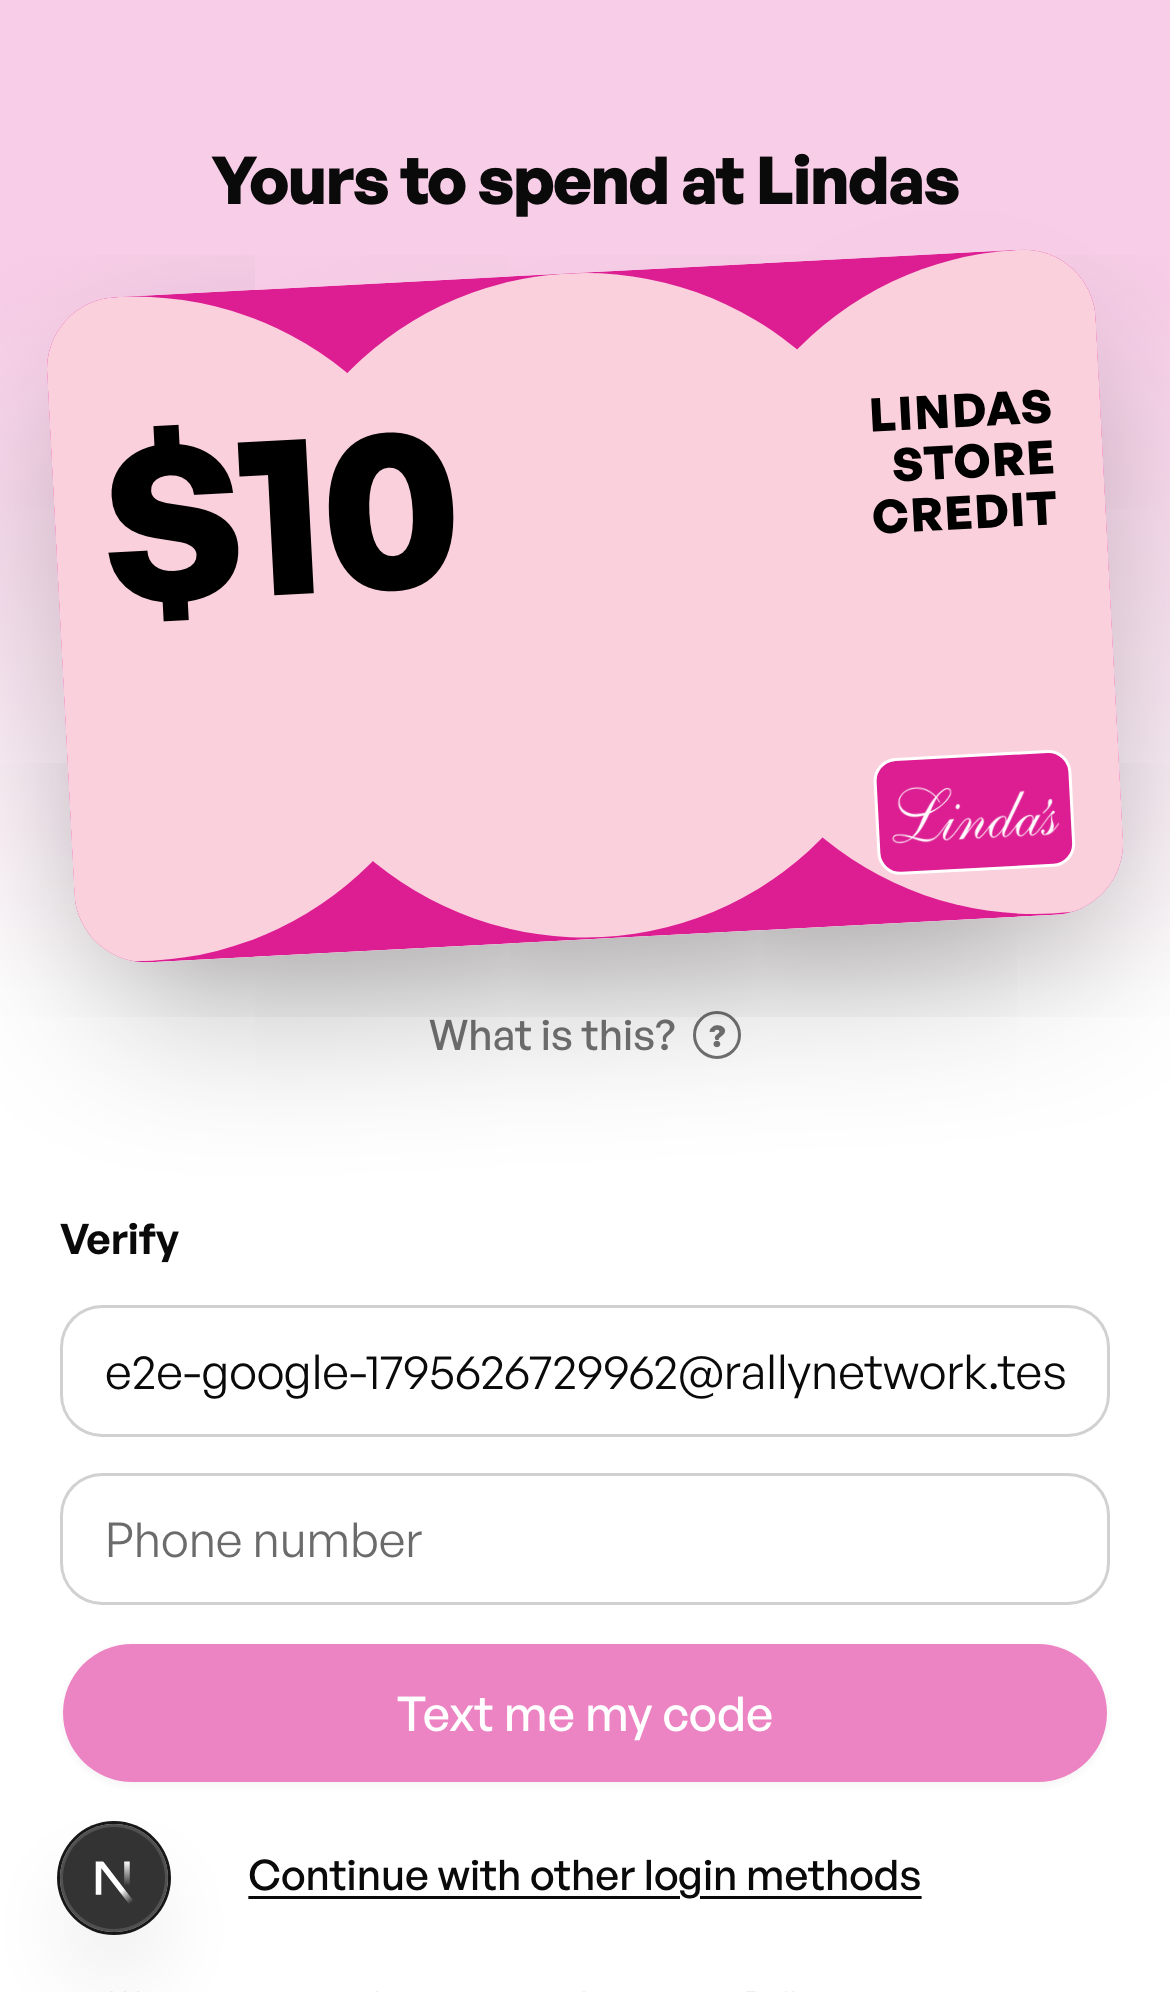 Yours to spend at Lindas
$10
LINDAS
STORE
CREDIT
Linda's
What is this? ?
Verify
e2e-google-1795626729962@rallynetwork.tes
Phone number
Text me my code
N
Continue with other login methods